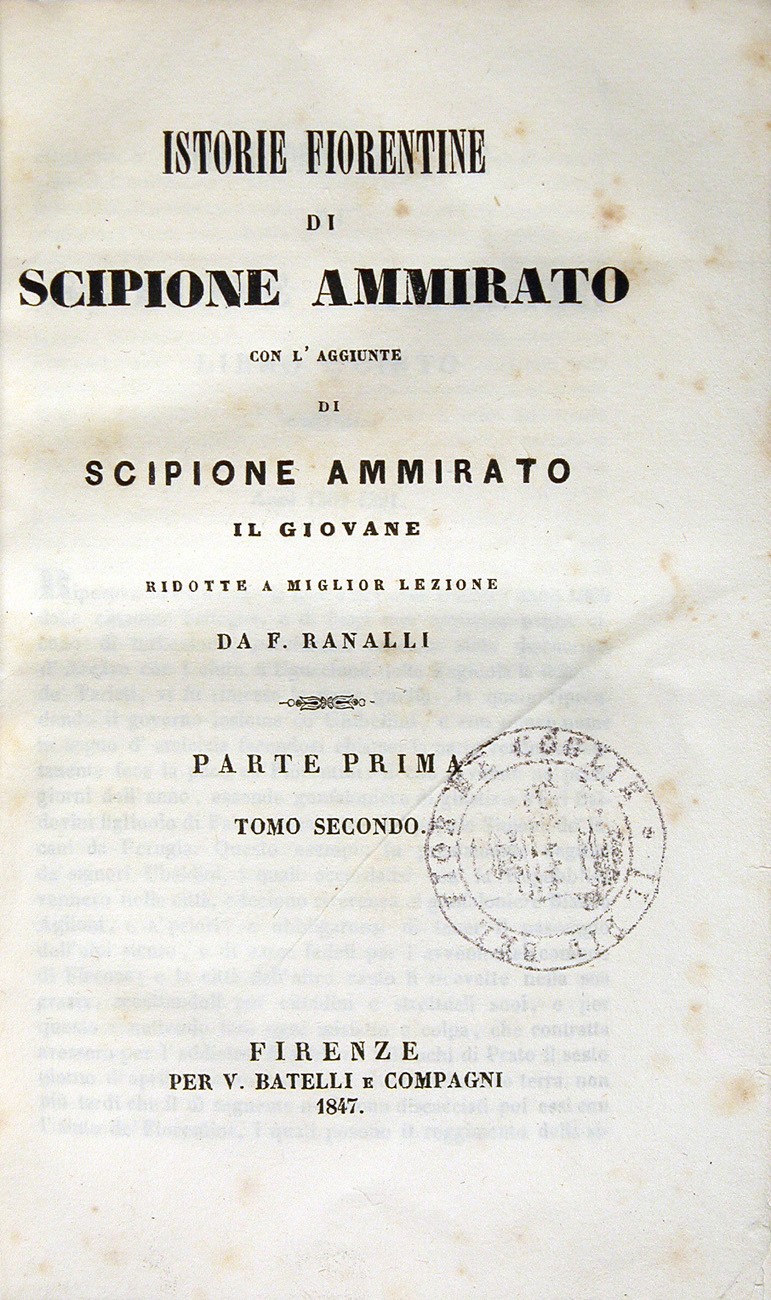 ISTORIE FIORENTINE
DI
SCIPIONE AMMIRATO
CON L' AGGIUNTE
DI
SCIPIONE AMMIRATO
IL GIOVANE
RIDOTTE A MIGLIOR LEZIONE
DA F. RANALLI
PARTE PRIMA
TOMO SECONDO.
FIRENZE
PER V. BATELLI E COMPAGNI
1847.